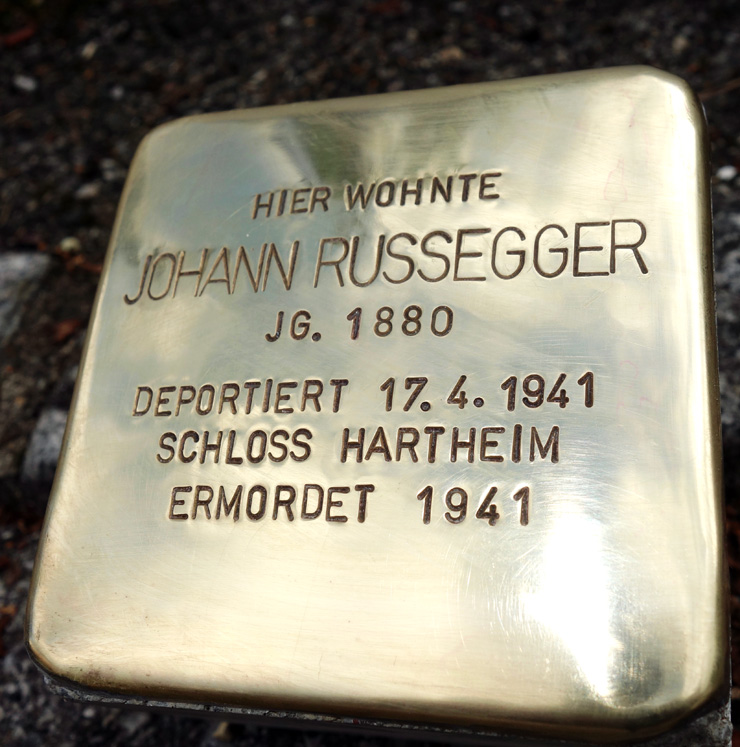 HIER WOHNTE
JOHANN RUSSEGGER
JG. 1880
DEPORTIERT 17.4.1941
SCHLOSS HARTHEIM
ERMORDET 1941